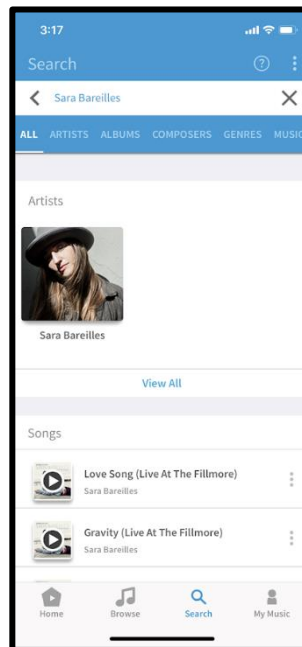 3:17
Search
Sara Bareilles
ALL ARTISTS ALBUMS COMPOSERS GENRES MUSIC
Artists
Sara Bareilles
View All
Songs
Love Song (Live At The Fillmore)
Sara Bareilles
Gravity (Live At The Fillmore)
Sara Bareilles
Home Browse Search My Music